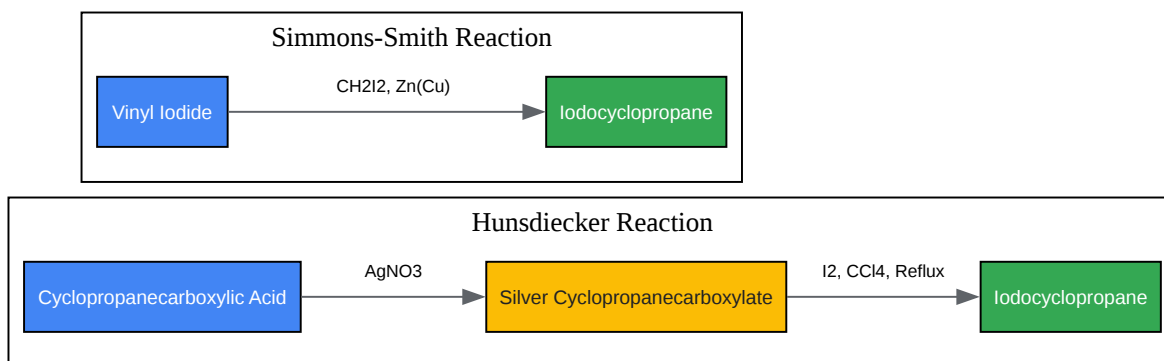 Simmons-Smith Reaction
CH2I2, Zn(Cu)
Vinyl Iodide
Iodocyclopropane
Hunsdiecker Reaction
AgNO3
I2, CCl4, Reflux
Cyclopropanecarboxylic Acid
Silver Cyclopropanecarboxylate
Iodocyclopropane